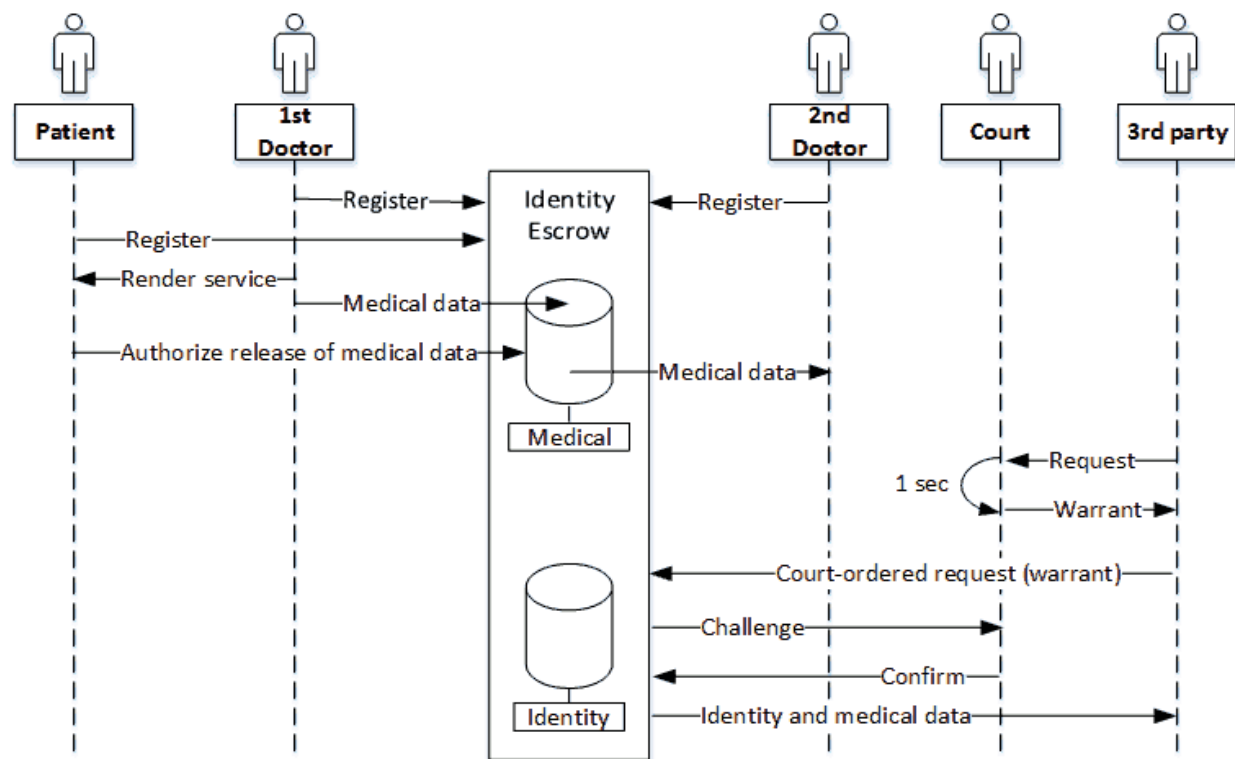 Patient
1st
Doctor
2nd
Doctor
Court
3rd party
Identity
Escrow
Register
Register
Register
Render service
Medical data
Authorize release of medical data
Medical data
Medical
Request
1 sec
Warrant
Court-ordered request (warrant)
Challenge
Confirm
Identity
Identity and medical data